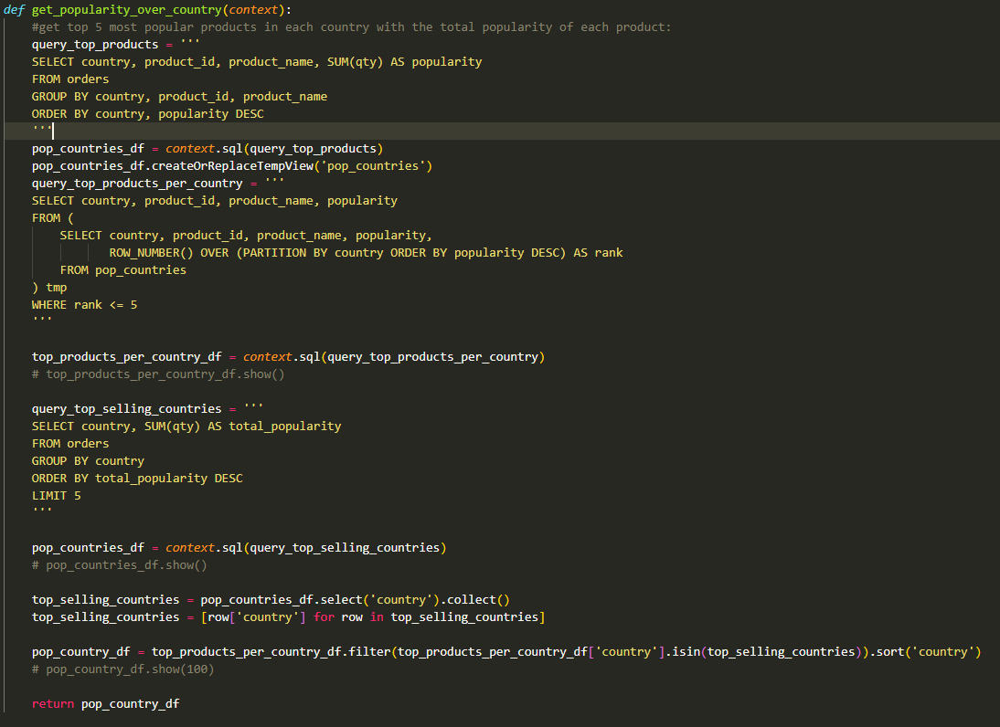 def get_popularity_over_country(context):
    #get top 5 most popular products in each country with the total popularity of each product:
    query_top_products = '''
    SELECT country, product_id, product_name, SUM(qty) AS popularity
    FROM orders
    GROUP BY country, product_id, product_name
    ORDER BY country, popularity DESC
    '''
    pop_countries_df = context.sql(query_top_products)
    pop_countries_df.createOrReplaceTempView('pop_countries')
    query_top_products_per_country = '''
    SELECT country, product_id, product_name, popularity
    FROM (
        SELECT country, product_id, product_name, popularity,
               ROW_NUMBER() OVER (PARTITION BY country ORDER BY popularity DESC) AS rank
        FROM pop_countries
    ) tmp
    WHERE rank <= 5
    '''

    top_products_per_country_df = context.sql(query_top_products_per_country)
    # top_products_per_country_df.show()

    query_top_selling_countries = '''
    SELECT country, SUM(qty) AS total_popularity
    FROM orders
    GROUP BY country
    ORDER BY total_popularity DESC
    LIMIT 5
    '''

    pop_countries_df = context.sql(query_top_selling_countries)
    # pop_countries_df.show()

    top_selling_countries = pop_countries_df.select('country').collect()
    top_selling_countries = [row['country'] for row in top_selling_countries]

    pop_country_df = top_products_per_country_df.filter(top_products_per_country_df['country'].isin(top_selling_countries)).sort('country')
    # pop_country_df.show(100)

    return pop_country_df